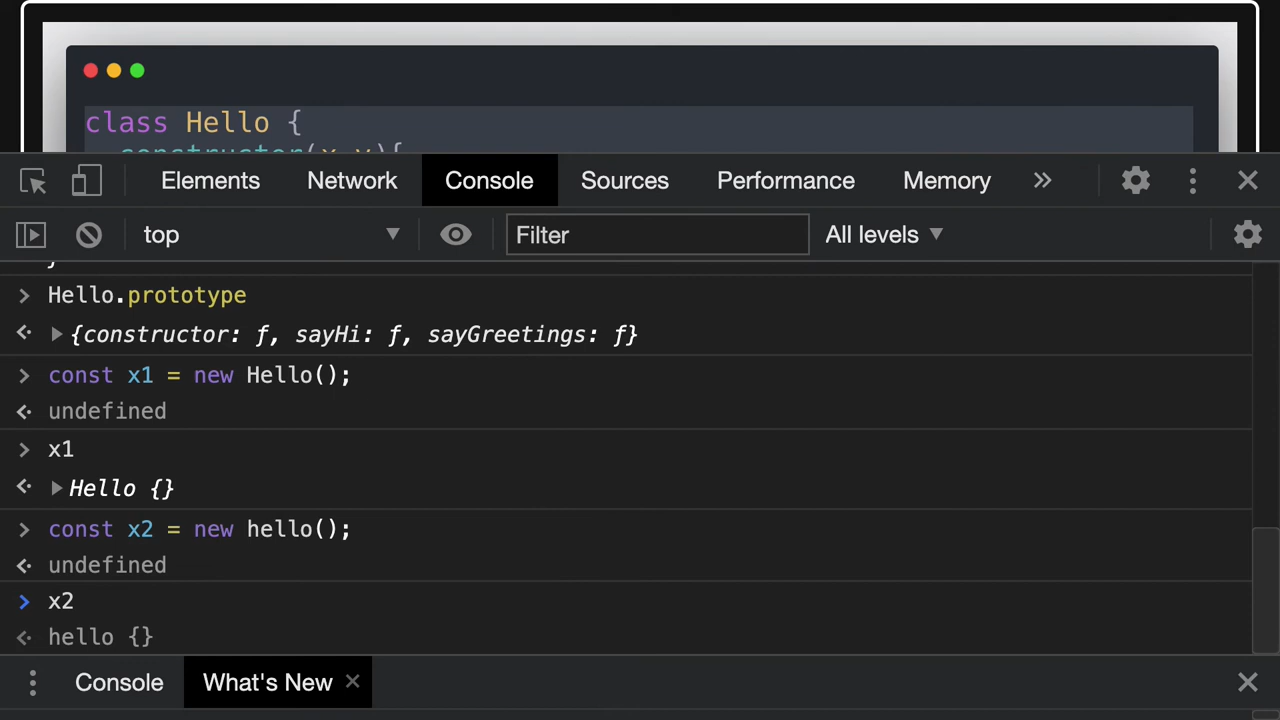 class Hello {
constructor(x,y){
Elements Network Console Sources Performance Memory
top Filter All levels
}
Hello.prototype
{constructor: ƒ, sayHi: ƒ, sayGreetings: ƒ}
const x1 = new Hello();
undefined
x1
Hello {}
const x2 = new hello();
undefined
x2
hello {}
Console What's New